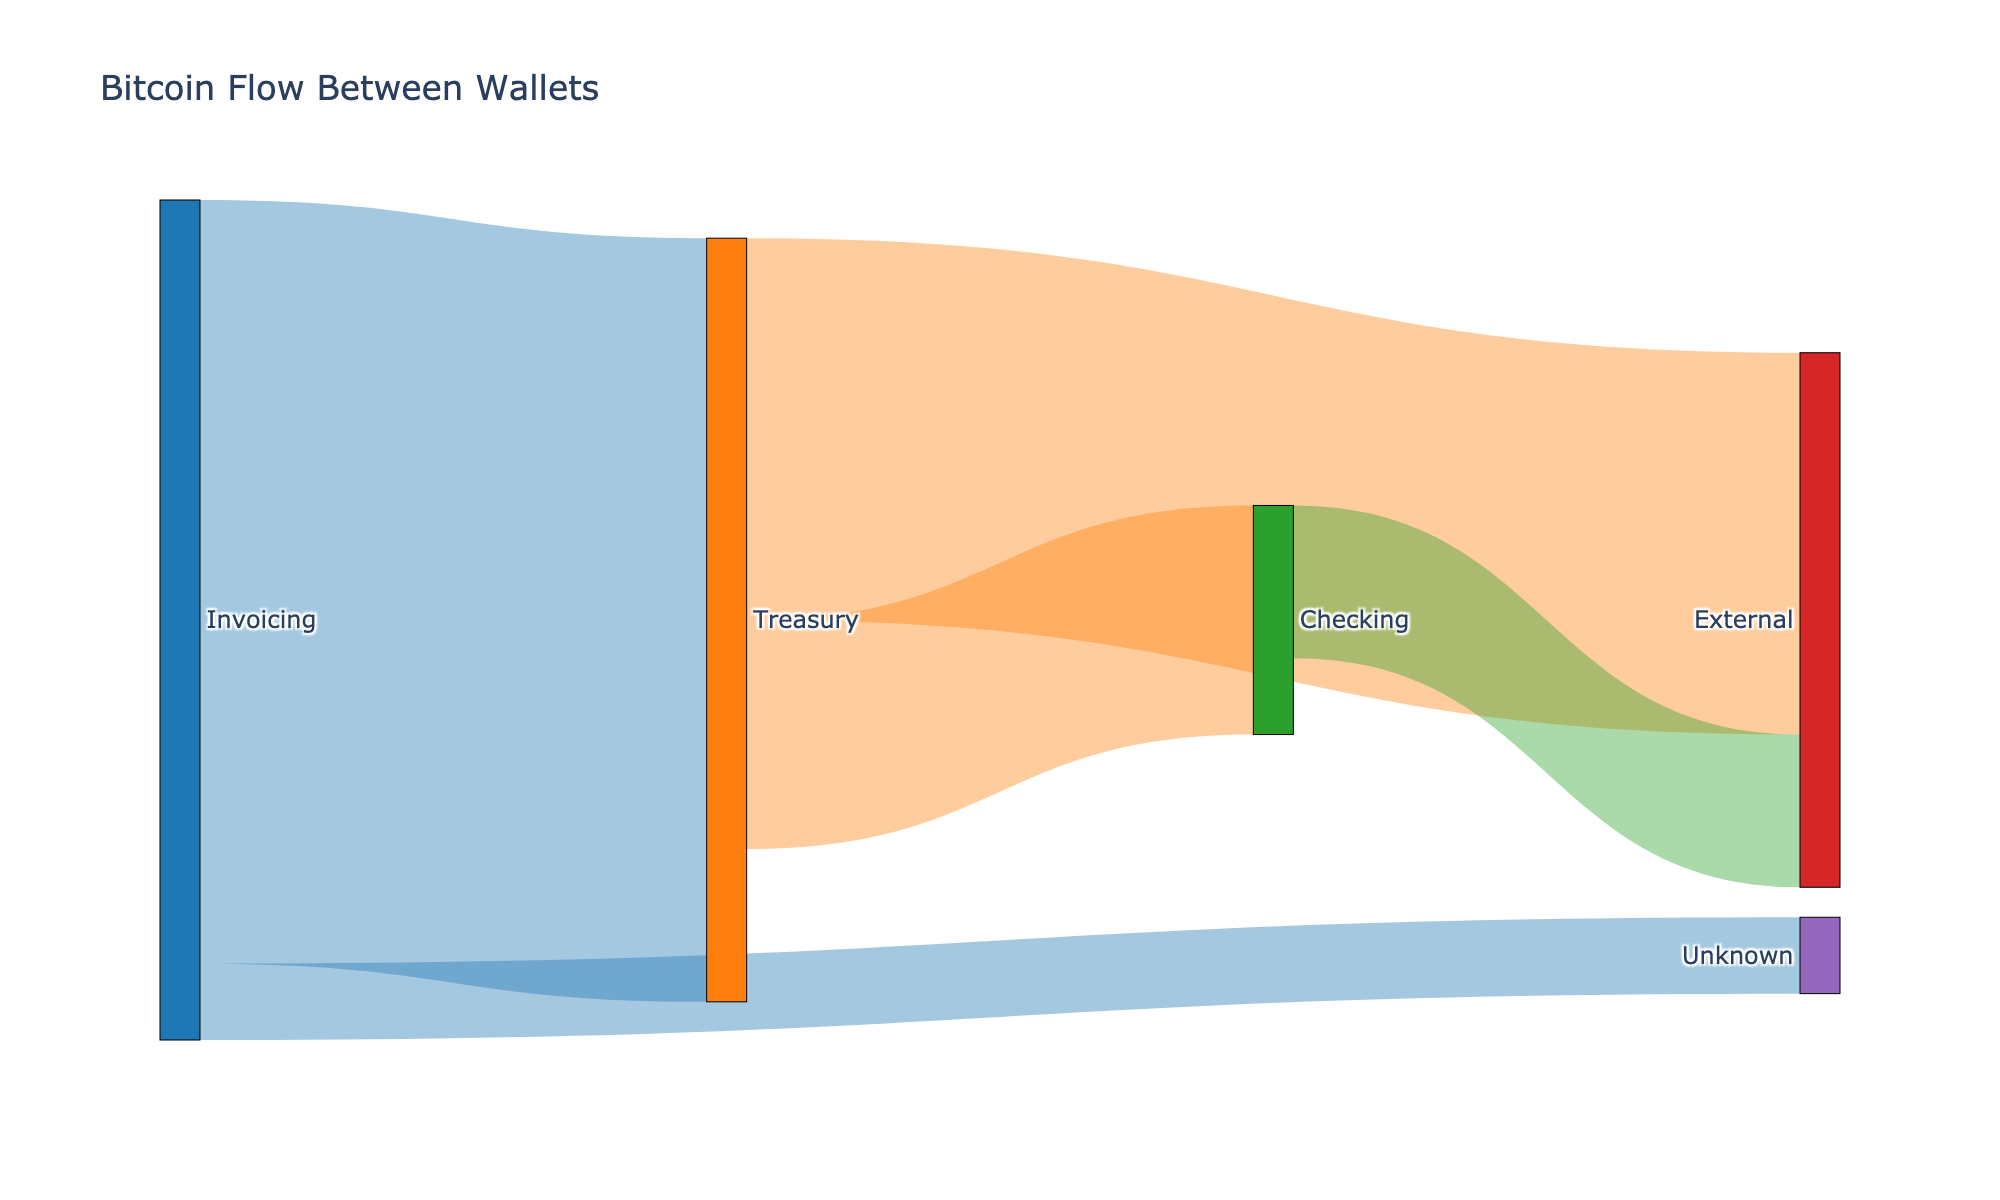 Bitcoin Flow Between Wallets
Invoicing
Treasury
Checking
External
Unknown